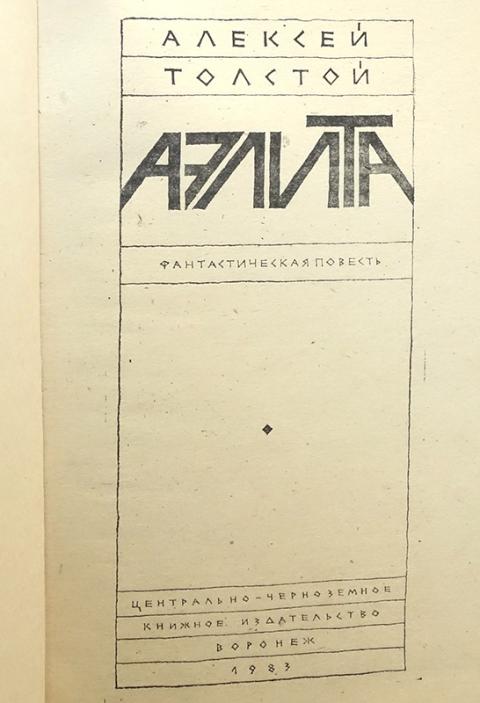 АЛЕКСЕЙ
ТОЛСТОЙ
АЭЛИТА
ФАНТАСТИЧЕСКАЯ ПОВЕСТЬ
ЦЕНТРАЛЬНО-ЧЕРНОЗЕМНОЕ
КНИЖНОЕ ИЗДАТЕЛЬСТВО
ВОРОНЕЖ
1983